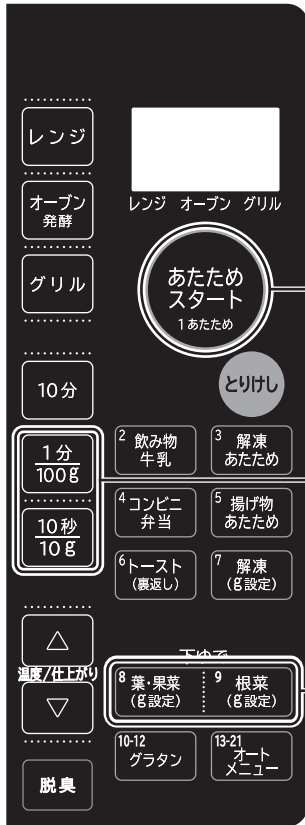 レンジ
オーブン
発酵
グリル
10分
1分
100g
10秒
10g
△
温度/仕上がり
▽
脱臭
レンジ オーブン グリル
あたため
スタート
1 あたため
とりけし
2 飲み物
牛乳
3 解凍
あたため
4 コンビニ
弁当
5 揚げ物
あたため
6 トースト
(裏返し)
7 解凍
(g設定)
下ゆで
8 葉・果菜
(g設定)
9 根菜
(g設定)
10-12
グラタン
13-21
オート
メニュー